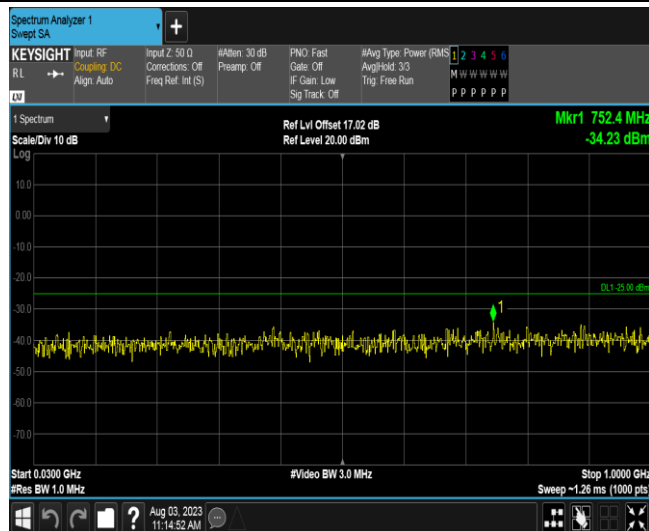 Spectrum Analyzer 1
Swept SA
+
KEYSIGHT
RL
LXI
Input: RF
Coupling: DC
Align: Auto
Input Z: 50 Ω
Corrections: Off
Freq Ref: Int (S)
#Atten: 30 dB
Preamp: Off
PNO: Fast
Gate: Off
IF Gain: Low
Sig Track: Off
#Avg Type: Power (RMS
Avg|Hold: 3/3
Trig: Free Run
1 2 3 4 5 6
M W W W W W
P P P P P P
1 Spectrum
Scale/Div 10 dB
Log
Ref Lvl Offset 17.02 dB
Ref Level 20.00 dBm
Mkr1 752.4 MHz
-34.23 dBm
10.0
0.00
-10.0
-20.0
DL1 -25.00 dBm
-30.0
1
-40.0
-50.0
-60.0
-70.0
Start 0.0300 GHz
#Res BW 1.0 MHz
#Video BW 3.0 MHz
Stop 1.0000 GHz
Sweep ~1.26 ms (1000 pts)
?
Aug 03, 2023
11:14:52 AM